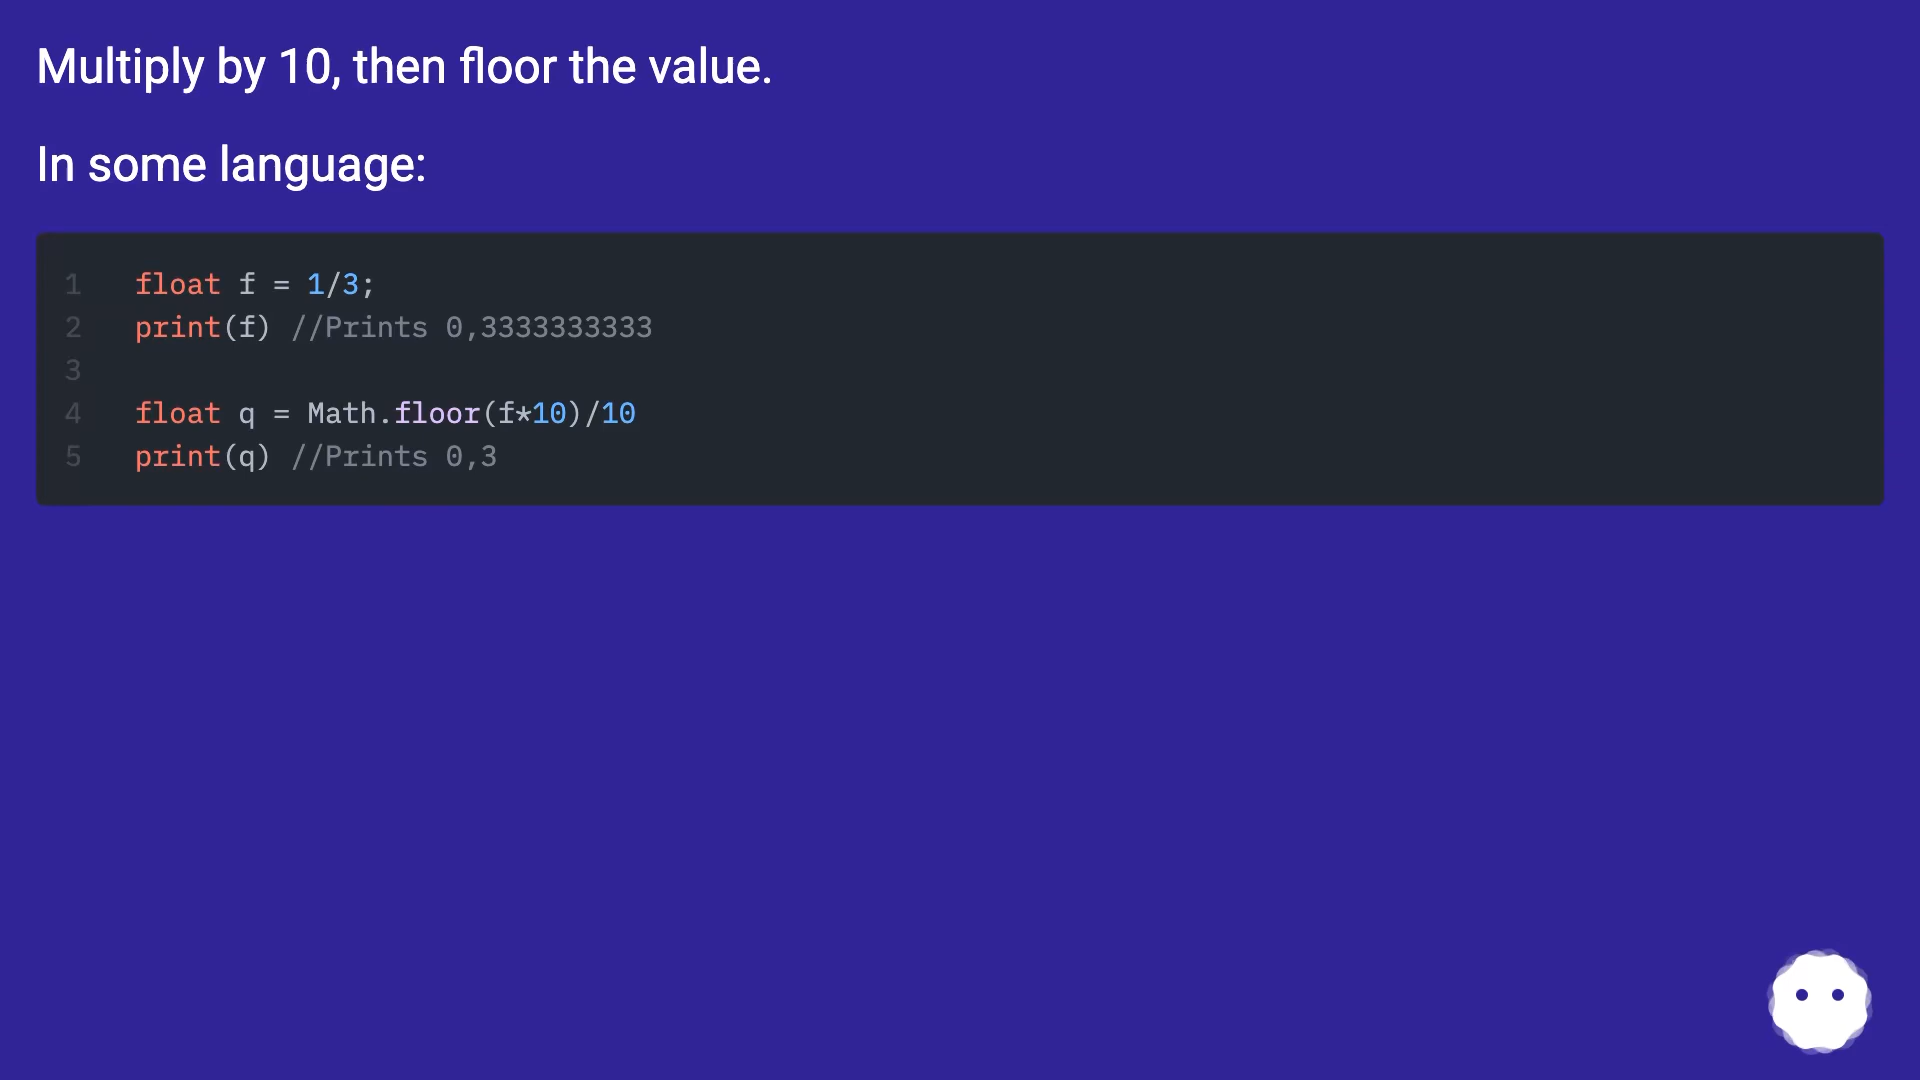 Multiply by 10, then floor the value.
In some language:
1 float f = 1/3;
2 print(f) //Prints 0,3333333333
3
4 float q = Math.floor(f*10)/10
5 print(q) //Prints 0,3